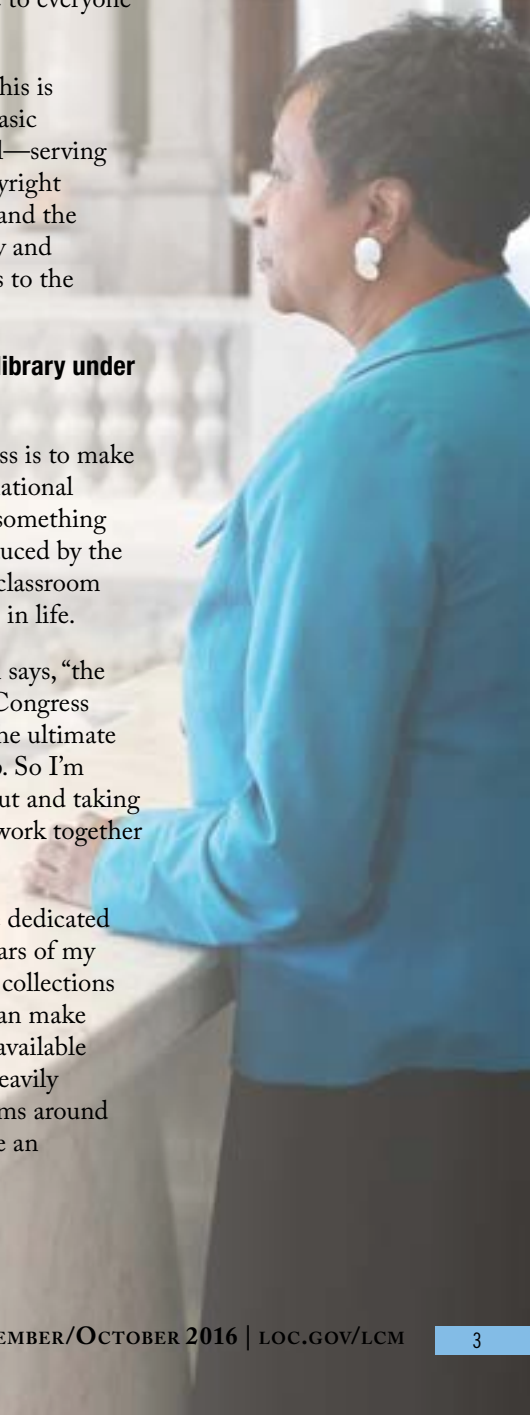 to everyone
his is
asic
l—serving
yright
and the
y and
s to the
library under
ss is to make
ational
something
uced by the
classroom
in life.
says, “the
Congress
he ultimate
. So I’m
ut and taking
work together
dedicated
ars of my
collections
an make
available
eavily
ms around
e an
EMBER/OCTOBER 2016 | LOC.GOV/LCM 3